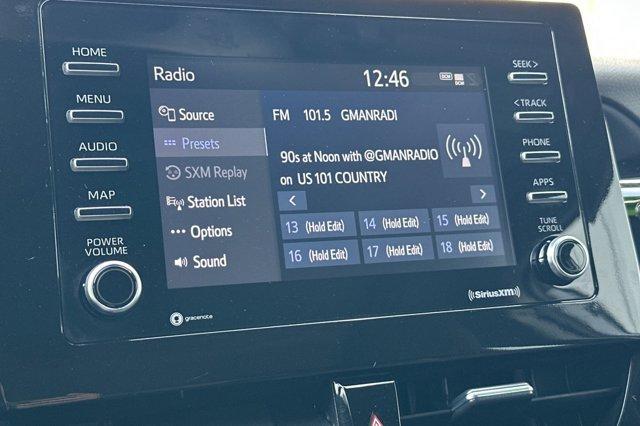 HOME
MENU
AUDIO
MAP
POWER
VOLUME
Radio
12:46
DCM
DCM
Source
Presets
SXM Replay
Station List
Options
Sound
FM 101.5 GMANRADI
90s at Noon with @GMANRADIO
on US 101 COUNTRY
< >
13 (Hold Edit) 14 (Hold Edit) 15 (Hold Edit)
16 (Hold Edit) 17 (Hold Edit) 18 (Hold Edit)
SEEK >
< TRACK
PHONE
APPS
TUNE
SCROLL
gracenote
((SiriusXM))